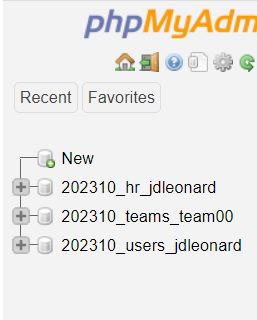 phpMyAdm
Recent Favorites
New
202310_hr_jdleonard
202310_teams_team00
202310_users_jdleonard